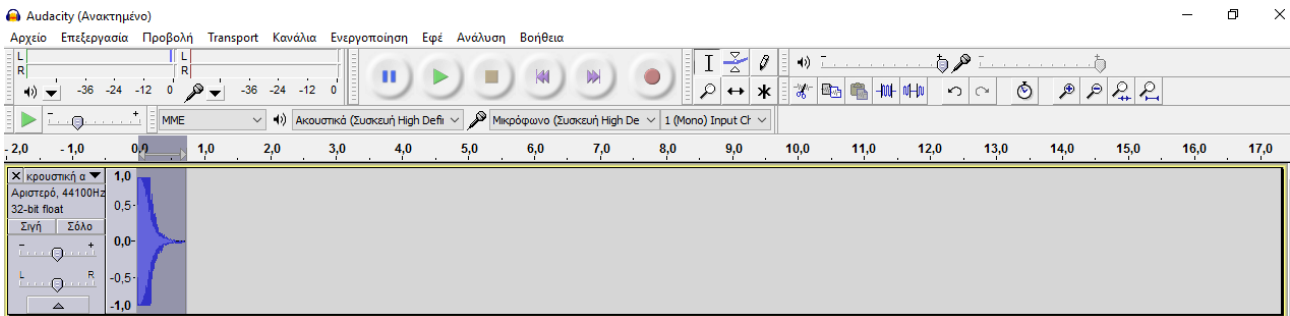 Audacity (Ανακτημένο)
Αρχείο Επεξεργασία Προβολή Transport Κανάλια Ενεργοποίηση Εφέ Ανάλυση Βοήθεια
L
R
L
R
-36 -24 -12 0
-36 -24 -12 0
MME
Ακουστικά (Συσκευή High Defi
Μικρόφωνο (Συσκευή High De
1 (Mono) Input Ch
-2,0 -1,0 0,0 1,0 2,0 3,0 4,0 5,0 6,0 7,0 8,0 9,0 10,0 11,0 12,0 13,0 14,0 15,0 16,0 17,0
κρουστική α
Αριστερό, 44100Hz
32-bit float
Σιγή Σόλο
- +
L R
1,0
0,5-
0,0-
-0,5-
-1,0